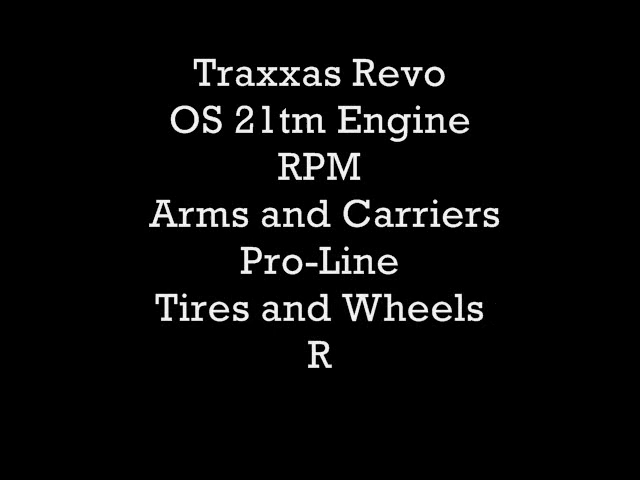 Traxxas Revo
OS 21tm Engine
RPM
Arms and Carriers
Pro-Line
Tires and Wheels
R